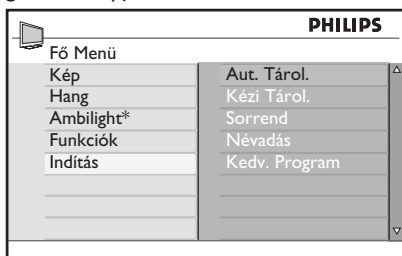 PHILIPS
Fő Menü
Kép
Hang
Ambilight*
Funkciók
Indítás
Aut. Tárol.
Kézi Tárol.
Sorrend
Névadás
Kedv. Program